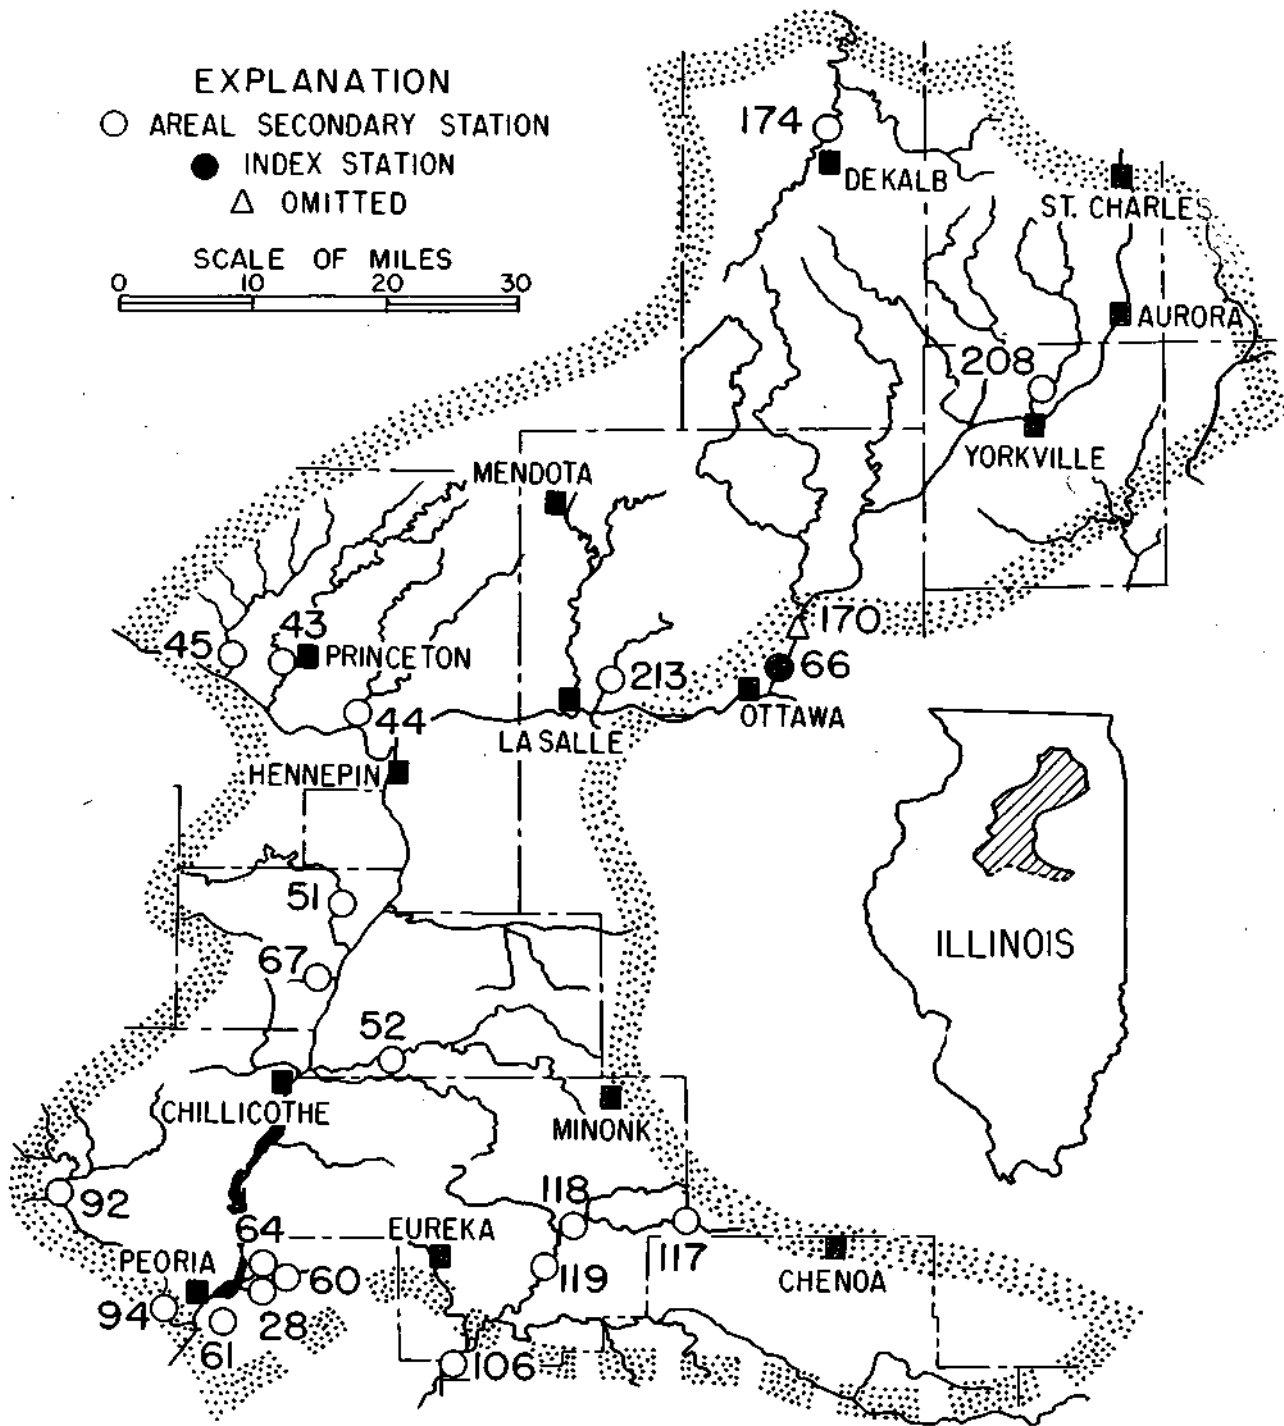 EXPLANATION
AREAL SECONDARY STATION
INDEX STATION
OMITTED
SCALE OF MILES
0 10 20 30
174
DEKALB
ST. CHARLES
AURORA
208
YORKVILLE
MENDOTA
170
45
43
PRINCETON
213
66
44
OTTAWA
LA SALLE
HENNEPIN
51
ILLINOIS
67
52
CHILLICOTHE
MINONK
92
118
64
EUREKA
117
PEORIA
60
119
CHENOA
94
28
61
106